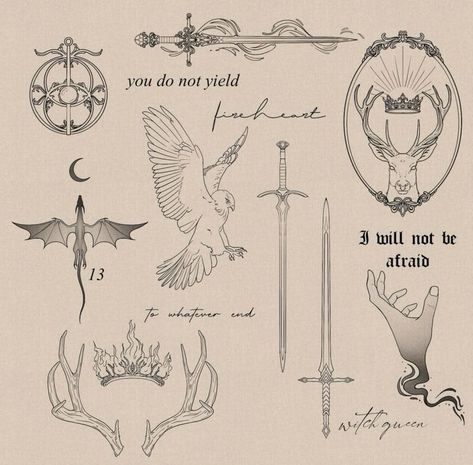 you do not yield
fireheart
I will not be
afraid
13
to whatever end
witch queen